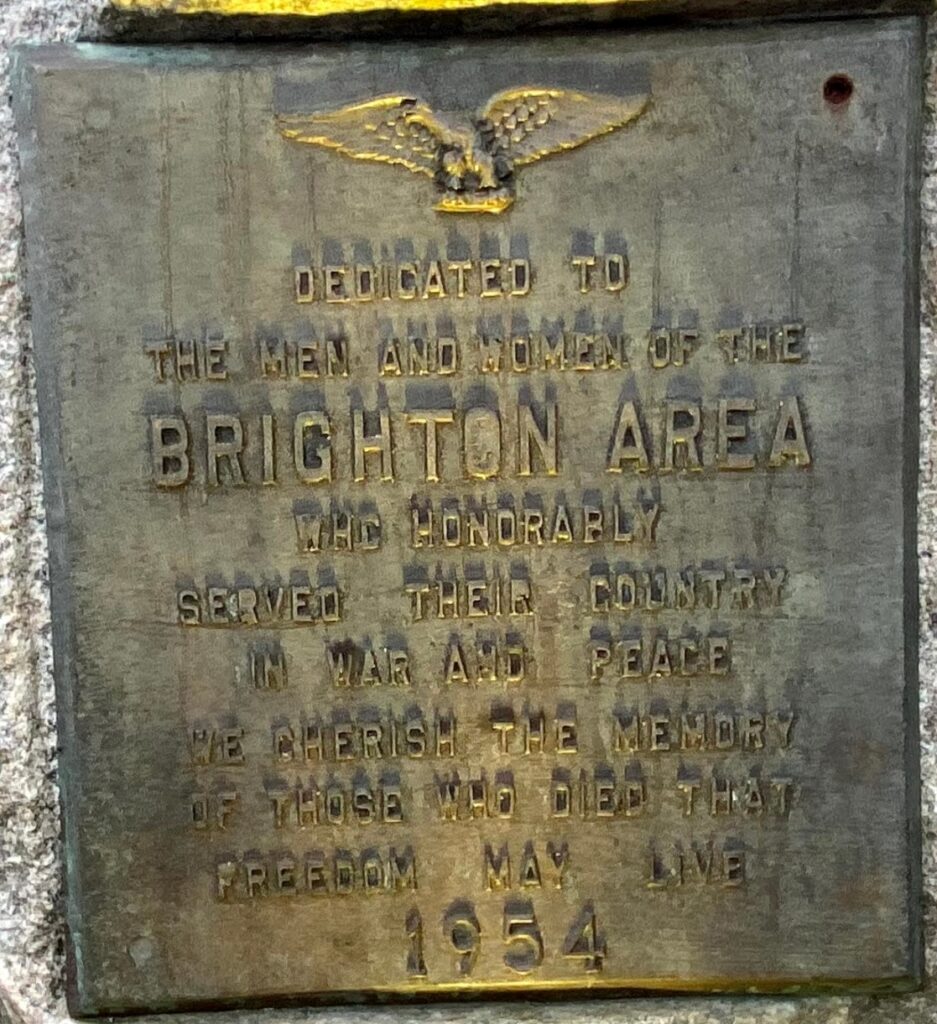 DEDICATED TO
THE MEN AND WOMEN OF THE
BRIGHTON AREA
WHO HONORABLY
SERVED THEIR COUNTRY
IN WAR AND PEACE
WE CHERISH THE MEMORY
OF THOSE WHO DIED THAT
FREEDOM MAY LIVE
1954